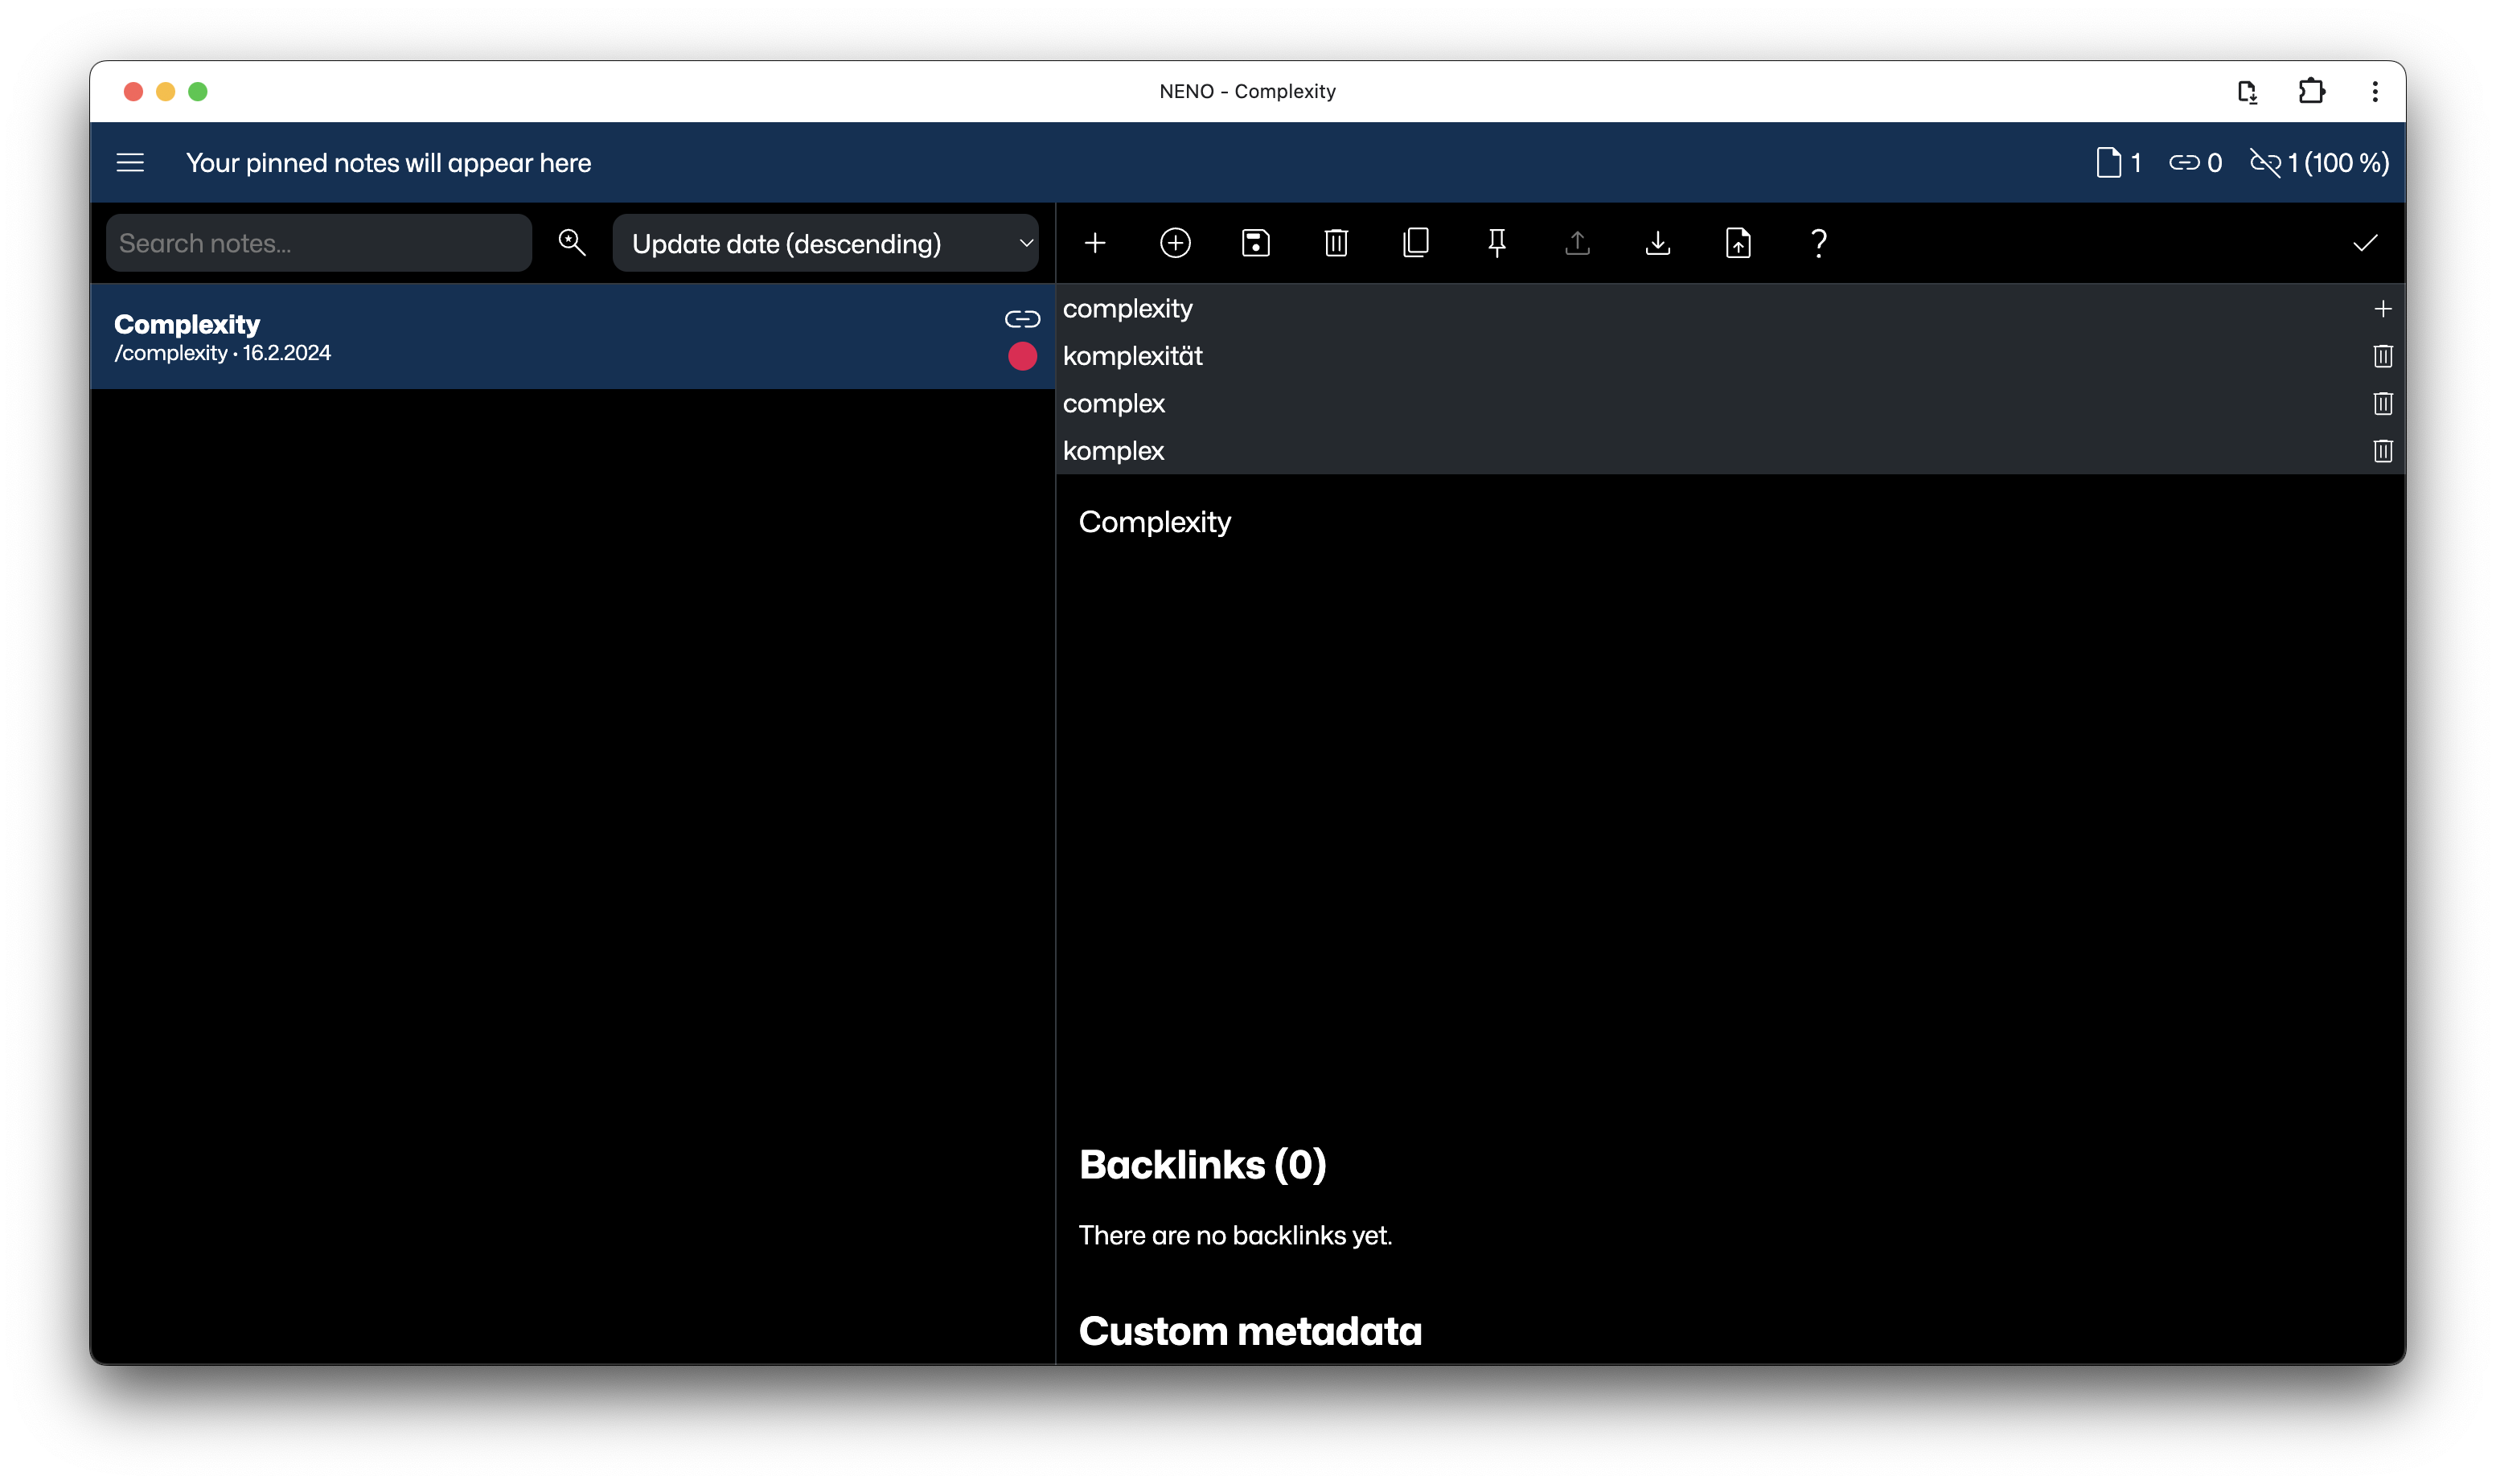 NENO - Complexity
Your pinned notes will appear here
1 0 1 (100 %)
Search notes...
Update date (descending)
Complexity
/complexity • 16.2.2024
complexity
komplexität
complex
komplex
Complexity
Backlinks (0)
There are no backlinks yet.
Custom metadata